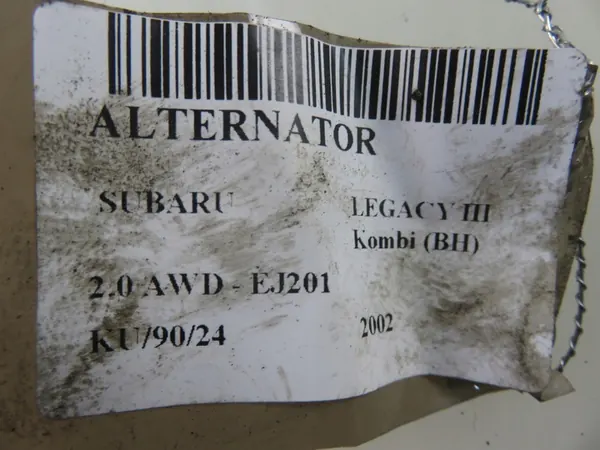 ALTERNATOR
SUBARU
LEGACY III
Kombi (BH)
2.0 AWD - EJ201
KU/90/24
2002